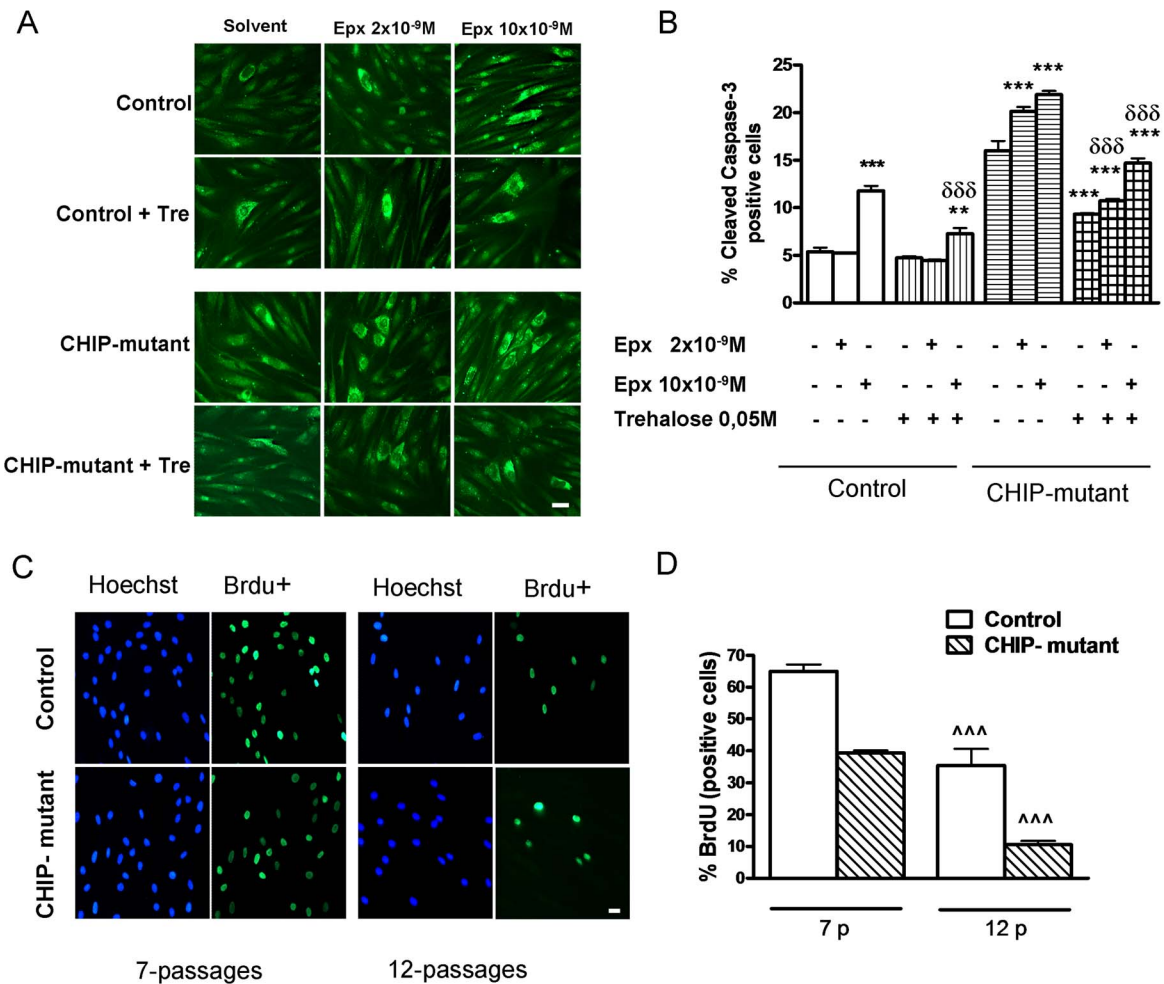 A
Solvent Epx 2x10-9M Epx 10x10-9M
Control
Control + Tre
CHIP-mutant
CHIP-mutant + Tre
B
% Cleaved Caspase-3
positive cells
25
20
15
10
5
0
***
δδδ
**
***
***
***
δδδ
***
δδδ
***
Epx 2x10-9M - + - - + - - + - - + -
Epx 10x10-9M - - + - - + - - + - - +
Trehalose 0,05M - - - + + + - - - + + +
Control CHIP-mutant
C
Hoechst Brdu+ Hoechst Brdu+
Control
CHIP- mutant
7-passages 12-passages
D
Control
CHIP- mutant
% BrdU (positive cells)
70
60
50
40
30
20
10
0
^^^
^^^
7 p 12 p